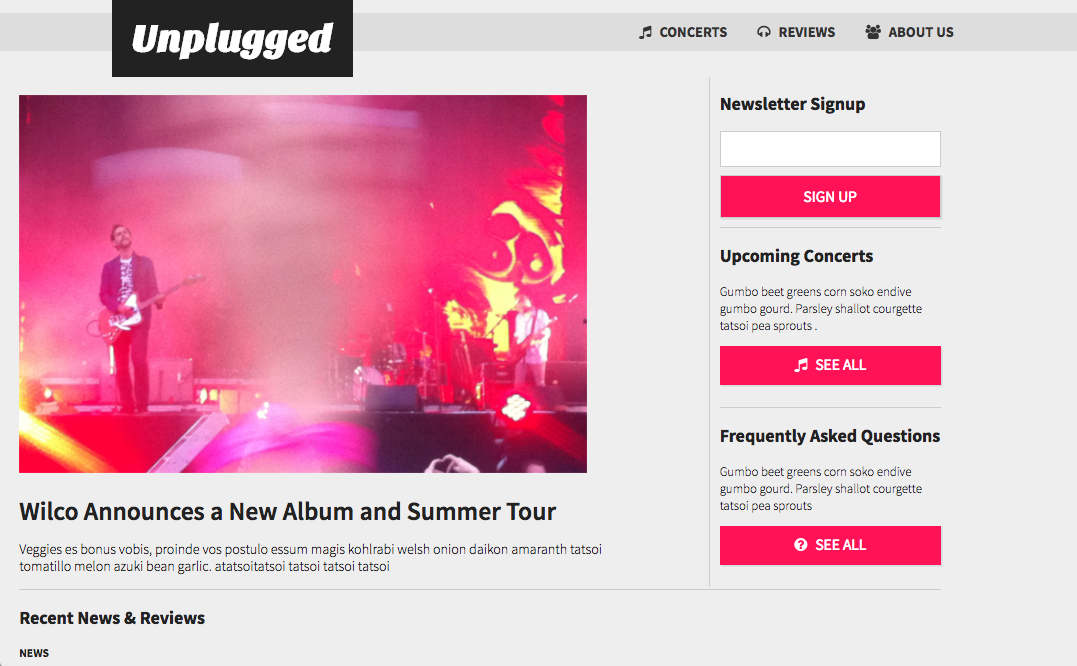 Unplugged
CONCERTS
REVIEWS
ABOUT US
Wilco Announces a New Album and Summer Tour
Veggies es bonus vobis, proinde vos postulo essum magis kohlrabi welsh onion daikon amaranth tatsoi
tomatillo melon azuki bean garlic. atatsoitatsoi tatsoi tatsoi tatsoi
Newsletter Signup
SIGN UP
Upcoming Concerts
Gumbo beet greens corn soko endive
gumbo gourd. Parsley shallot courgette
tatsoi pea sprouts .
SEE ALL
Frequently Asked Questions
Gumbo beet greens corn soko endive
gumbo gourd. Parsley shallot courgette
tatsoi pea sprouts
SEE ALL
Recent News & Reviews
NEWS